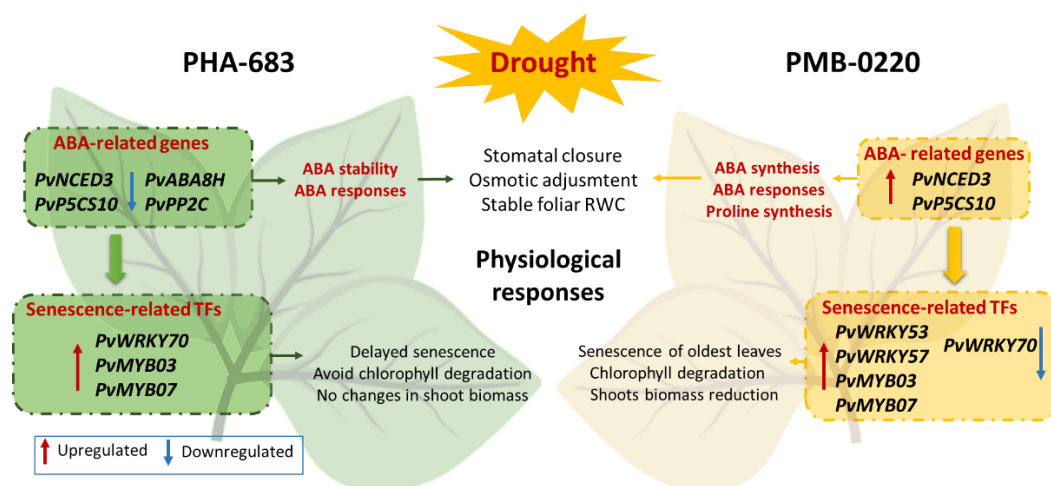 PHA-683
Drought
PMB-0220
ABA-related genes
PvNCED3
PvP5CS10
PvABA8H
PvPP2C
ABA stability
ABA responses
Stomatal closure
Osmotic adjusmtent
Stable foliar RWC
ABA synthesis
ABA responses
Proline synthesis
ABA- related genes
PvNCED3
PvP5CS10
Physiological
responses
Senescence-related TFs
PvWRKY70
PvMYB03
PvMYB07
Delayed senescence
Avoid chlorophyll degradation
No changes in shoot biomass
Senescence of oldest leaves
Chlorophyll degradation
Shoots biomass reduction
Senescence-related TFs
PvWRKY53
PvWRKY57
PvMYB03
PvMYB07
PvWRKY70
Upregulated
Downregulated